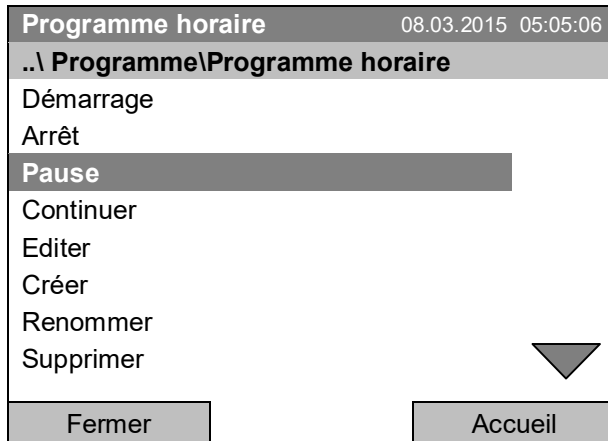 Programme horaire 08.03.2015 05:05:06
..\ Programme\Programme horaire
Démarrage
Arrêt
Pause
Continuer
Editer
Créer
Renommer
Supprimer
Fermer Accueil